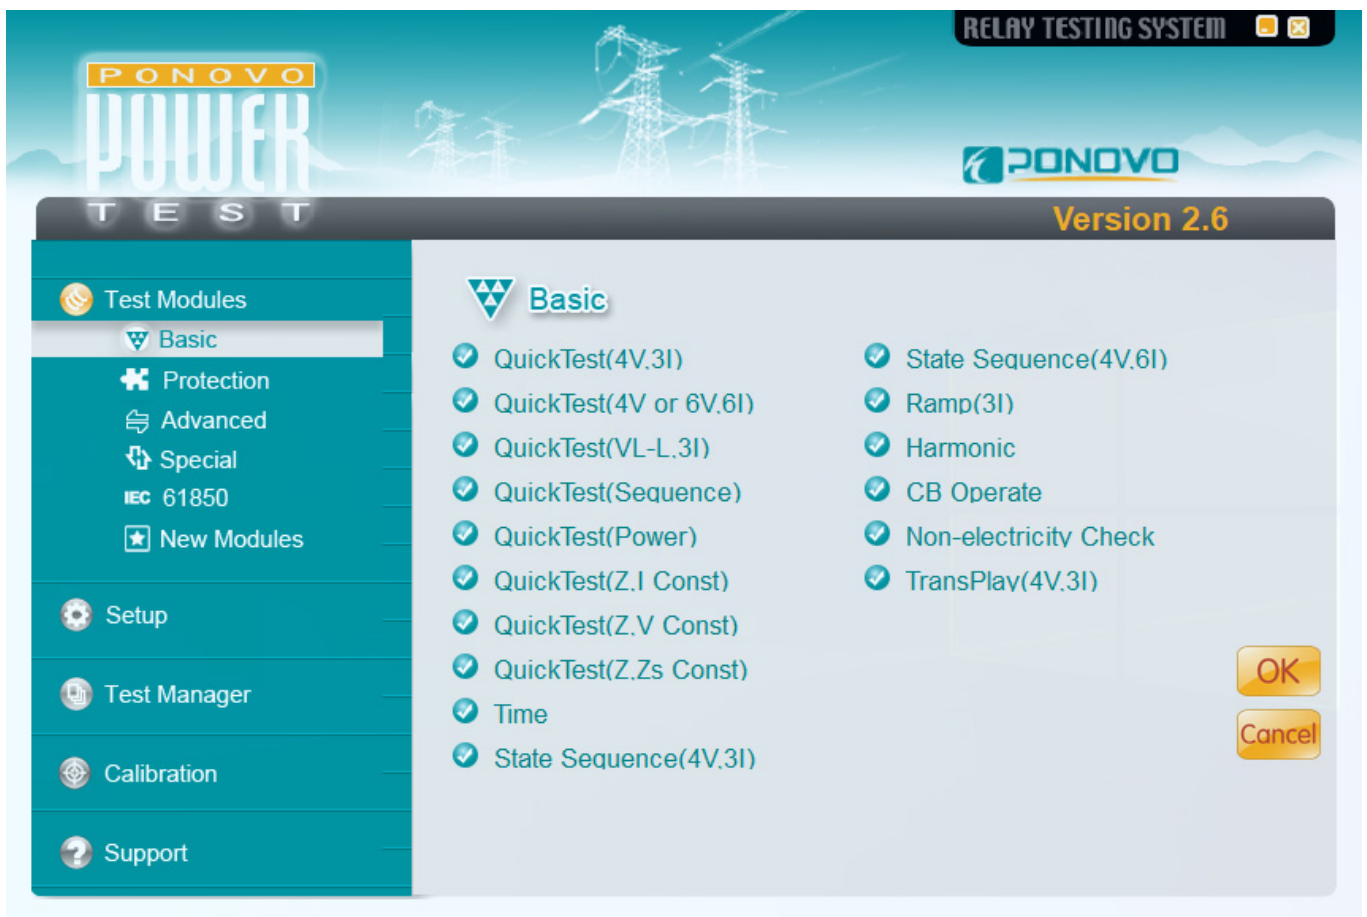 RELAY TESTING SYSTEM
PONOVO
POWER
TEST
PONOVO
Version 2.6
Test Modules
Basic
Protection
Advanced
Special
IEC 61850
New Modules
Setup
Test Manager
Calibration
Support
Basic
QuickTest(4V,3I)
QuickTest(4V or 6V,6I)
QuickTest(VL-L,3I)
QuickTest(Sequence)
QuickTest(Power)
QuickTest(Z,I Const)
QuickTest(Z,V Const)
QuickTest(Z,Zs Const)
Time
State Sequence(4V,3I)
State Sequence(4V,6I)
Ramp(3I)
Harmonic
CB Operate
Non-electricity Check
TransPlay(4V,3I)
OK
Cancel